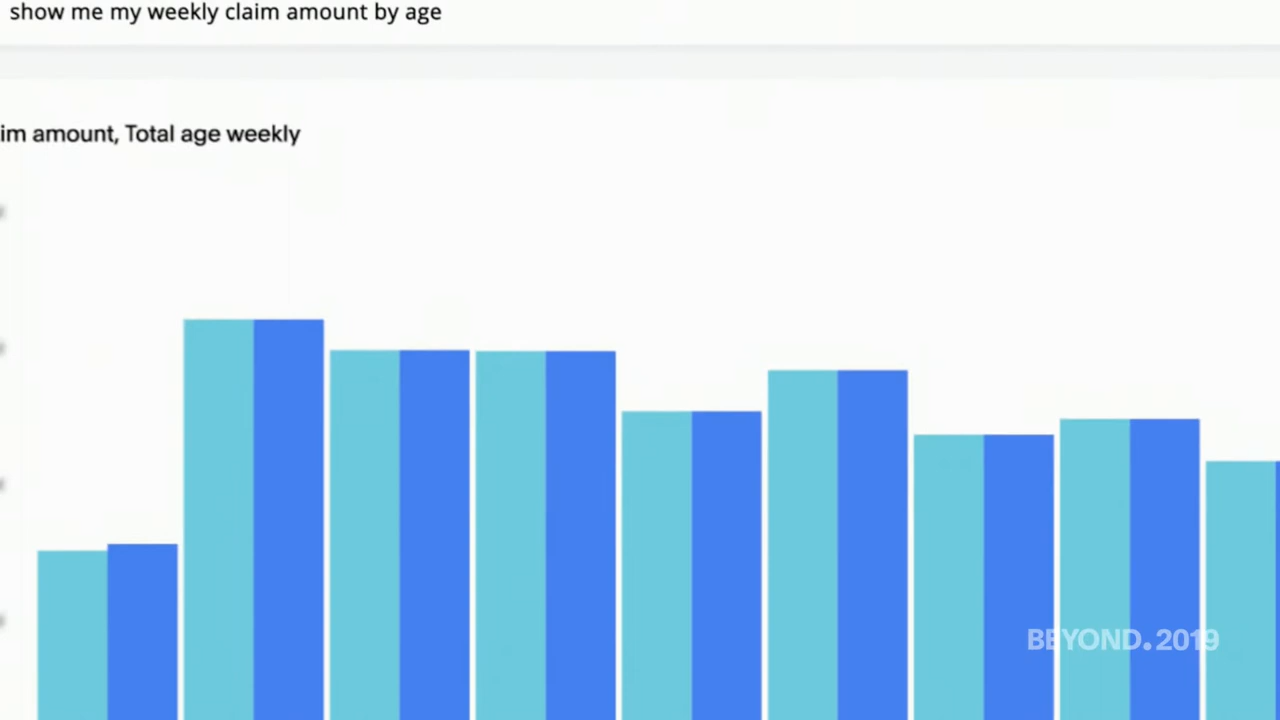 show me my weekly claim amount by age
im amount, Total age weekly
BEYOND.2019